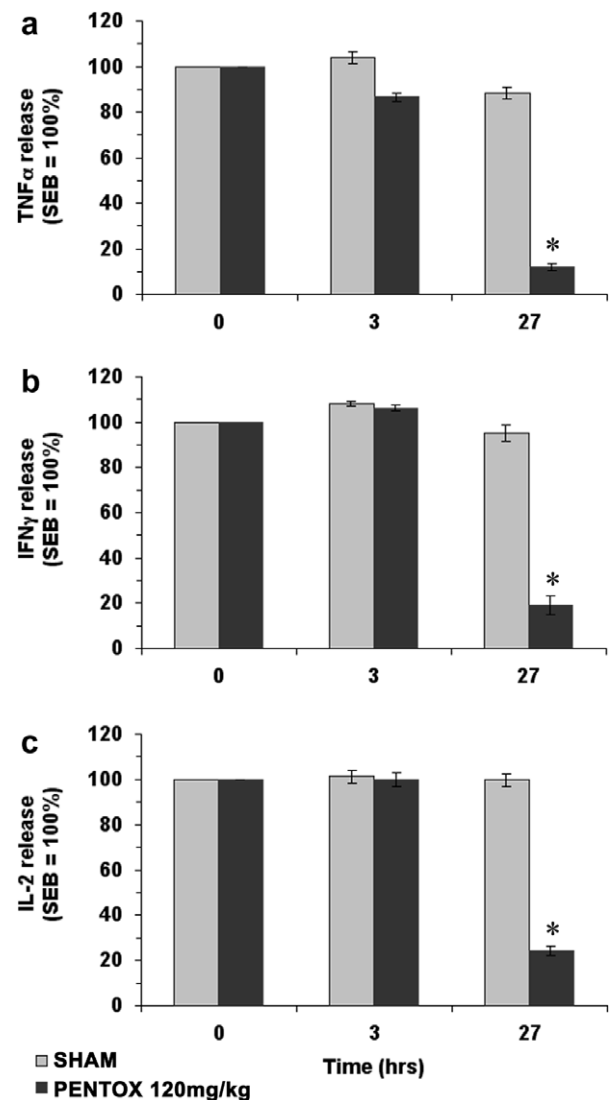 a
120
100
80
60
40
20
0
TNFα release
(SEB = 100%)
*
0 3 27
b
120
100
80
60
40
20
0
IFNγ release
(SEB = 100%)
*
0 3 27
c
120
100
80
60
40
20
0
IL-2 release
(SEB = 100%)
*
0 3 27
Time (hrs)
SHAM
PENTOX 120mg/kg